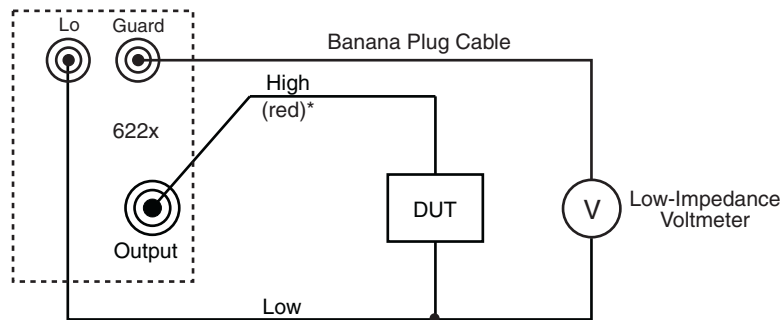 Lo
Guard
Banana Plug Cable
High
(red)*
622x
DUT
V
Low-Impedance
Voltmeter
Output
Low